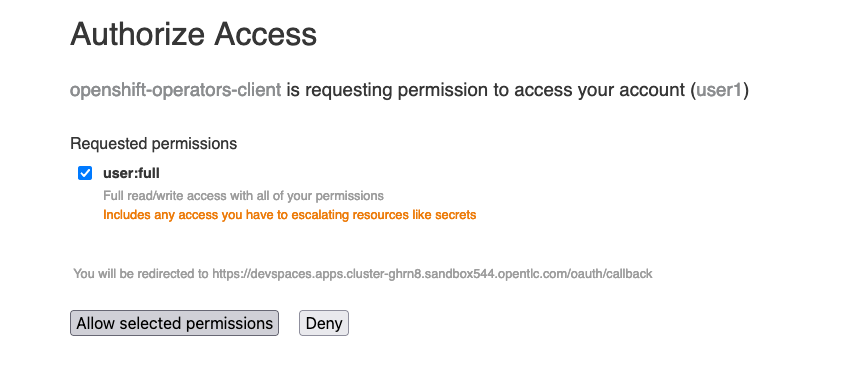 Authorize Access
openshift-operators-client is requesting permission to access your account (user1)
Requested permissions
user:full
Full read/write access with all of your permissions
Includes any access you have to escalating resources like secrets
You will be redirected to https://devspaces.apps.cluster-ghrn8.sandbox544.opentlc.com/oauth/callback
Allow selected permissions Deny